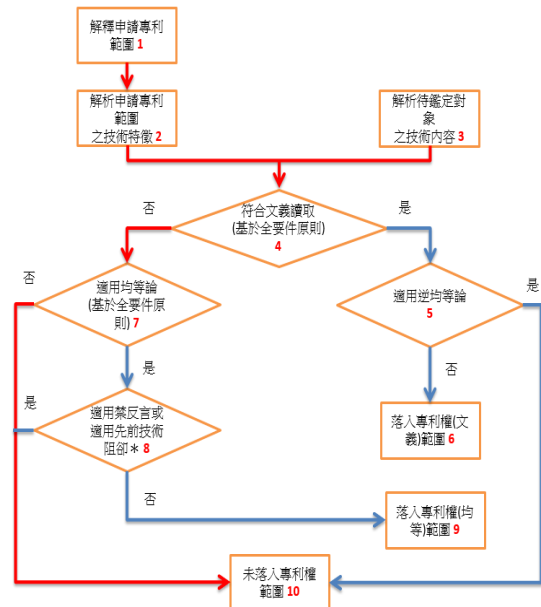 解釋申請專利
範圍 1
解析申請專利
範圍
之技術特徵 2
解析待鑑定對
象
之技術內容 3
否
符合文義讀取
(基於全要件原則)
4
是
否
適用均等論
(基於全要件原
則) 7
適用逆均等論
5
是
是
否
是
適用禁反言或
適用先前技術
阻卻＊ 8
落入專利權(文
義)範圍 6
否
落入專利權(均
等)範圍 9
未落入專利權
範圍 10